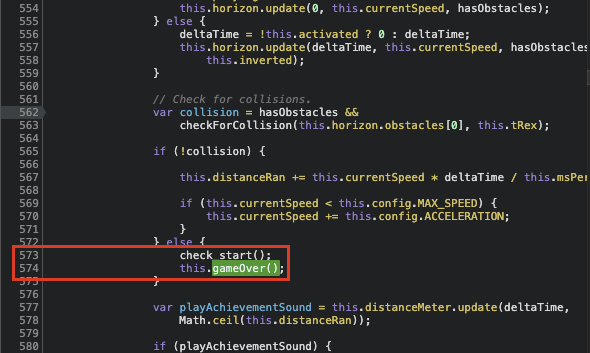 554 this.horizon.update(0, this.currentSpeed, hasObstacles);
555 } else {
556 deltaTime = !this.activated ? 0 : deltaTime;
557 this.horizon.update(deltaTime, this.currentSpeed, hasObstacles
558 this.inverted);
559 }
560
561 // Check for collisions.
562 var collision = hasObstacles &&
563 checkForCollision(this.horizon.obstacles[0], this.tRex);
564
565 if (!collision) {
566
567 this.distanceRan += this.currentSpeed * deltaTime / this.msPer
568
569 if (this.currentSpeed < this.config.MAX_SPEED) {
570 this.currentSpeed += this.config.ACCELERATION;
571 }
572 } else {
573 check_start();
574 this.gameOver();
575 }
576
577 var playAchievementSound = this.distanceMeter.update(deltaTime,
578 Math.ceil(this.distanceRan));
579
580 if (playAchievementSound) {